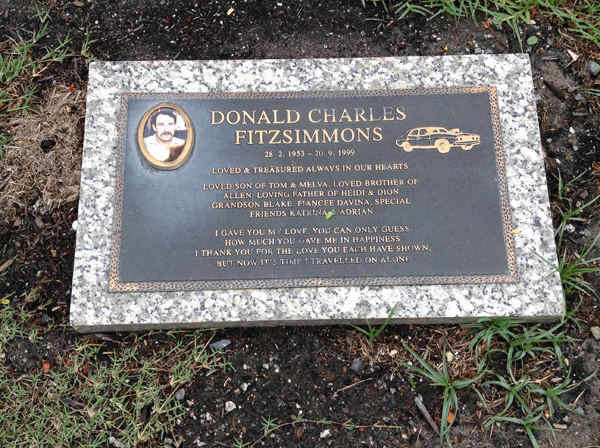 DONALD CHARLES
FITZSIMMONS
28. 2. 1953 – 20. 9. 1999
LOVED & TREASURED ALWAYS IN OUR HEARTS
LOVED SON OF TOM & MELVA, LOVED BROTHER OF
ALLEN, LOVING FATHER OF HEIDI & DION
GRANDSON BLAKE, FIANCEE DAVINA, SPECIAL
FRIENDS KATRINA & ADRIAN
I GAVE YOU MY LOVE, YOU CAN ONLY GUESS
HOW MUCH YOU GAVE ME IN HAPPINESS
I THANK YOU FOR THE LOVE YOU EACH HAVE SHOWN,
BUT NOW IT'S TIME I TRAVELLED ON ALONE